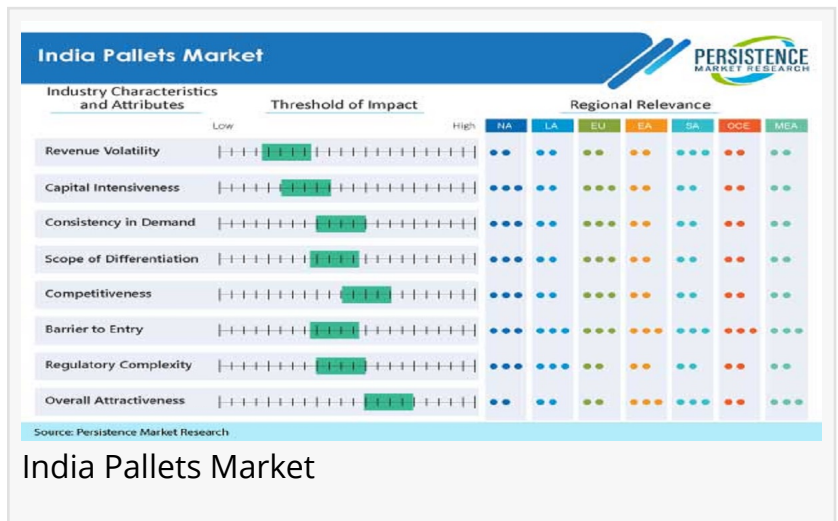 India Pallets Market
PERSISTENCE
MARKET RESEARCH
Industry Characteristics
and Attributes
Threshold of Impact
Regional Relevance
Low
High
NA
LA
EU
EA
SA
OCE
MEA
Revenue Volatility
Capital Intensiveness
Consistency in Demand
Scope of Differentiation
Competitiveness
Barrier to Entry
Regulatory Complexity
Overall Attractiveness
Source: Persistence Market Research
India Pallets Market